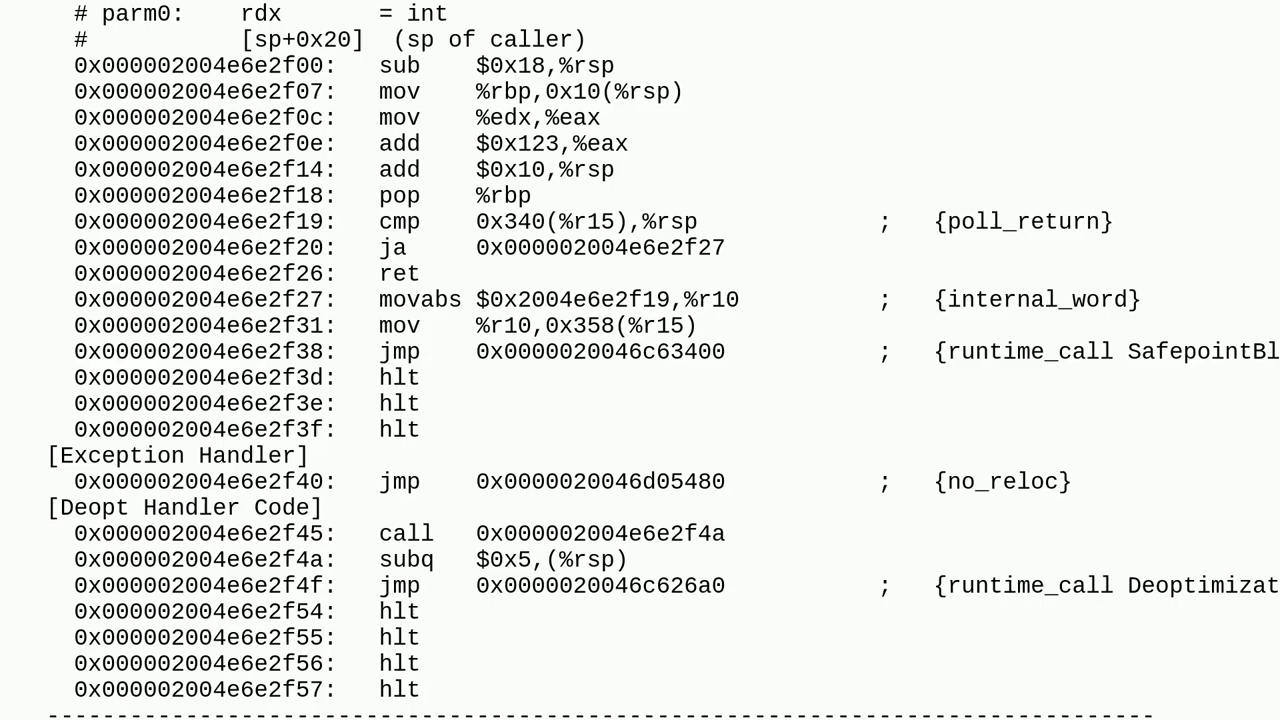 # parm0:    rdx       = int
#           [sp+0x20]  (sp of caller)
0x000002004e6e2f00:   sub    $0x18,%rsp
0x000002004e6e2f07:   mov    %rbp,0x10(%rsp)
0x000002004e6e2f0c:   mov    %edx,%eax
0x000002004e6e2f0e:   add    $0x123,%eax
0x000002004e6e2f14:   add    $0x10,%rsp
0x000002004e6e2f18:   pop    %rbp
0x000002004e6e2f19:   cmp    0x340(%r15),%rsp             ;   {poll_return}
0x000002004e6e2f20:   ja     0x000002004e6e2f27
0x000002004e6e2f26:   ret
0x000002004e6e2f27:   movabs $0x2004e6e2f19,%r10          ;   {internal_word}
0x000002004e6e2f31:   mov    %r10,0x358(%r15)
0x000002004e6e2f38:   jmp    0x0000020046c63400           ;   {runtime_call SafepointBl
0x000002004e6e2f3d:   hlt
0x000002004e6e2f3e:   hlt
0x000002004e6e2f3f:   hlt
[Exception Handler]
0x000002004e6e2f40:   jmp    0x0000020046d05480           ;   {no_reloc}
[Deopt Handler Code]
0x000002004e6e2f45:   call   0x000002004e6e2f4a
0x000002004e6e2f4a:   subq   $0x5,(%rsp)
0x000002004e6e2f4f:   jmp    0x0000020046c626a0           ;   {runtime_call Deoptimizat
0x000002004e6e2f54:   hlt
0x000002004e6e2f55:   hlt
0x000002004e6e2f56:   hlt
0x000002004e6e2f57:   hlt
--------------------------------------------------------------------------------